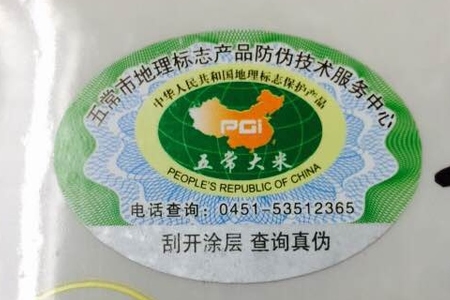 五常市地理标志产品防伪技术服务中心
中华人民共和国地理标志保护产品
PGI
五常大米
PEOPLE'S REPUBLIC OF CHINA
电话查询：0451-53512365
刮开涂层 查询真伪